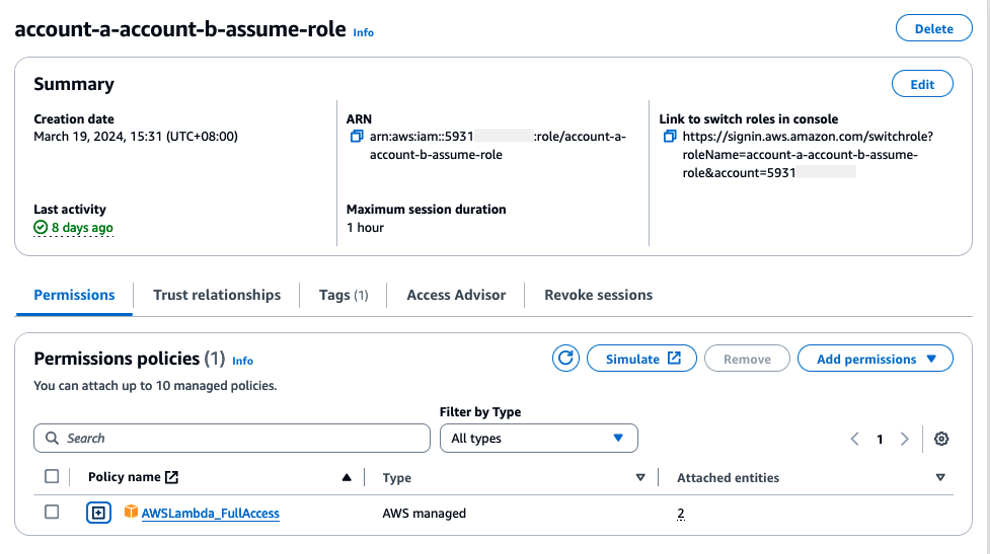 account-a-account-b-assume-role Info
Delete
Summary
Edit
Creation date
March 19, 2024, 15:31 (UTC+08:00)
ARN
arn:aws:iam::5931 :role/account-a-
account-b-assume-role
Link to switch roles in console
https://signin.aws.amazon.com/switchrole?
roleName=account-a-account-b-assume-
role&account=5931
Last activity
8 days ago
Maximum session duration
1 hour
Permissions
Trust relationships
Tags (1)
Access Advisor
Revoke sessions
Permissions policies (1) Info
You can attach up to 10 managed policies.
Simulate
Remove
Add permissions
Filter by Type
Search
All types
1
Policy name
Type
Attached entities
AWSLambda_FullAccess
AWS managed
2